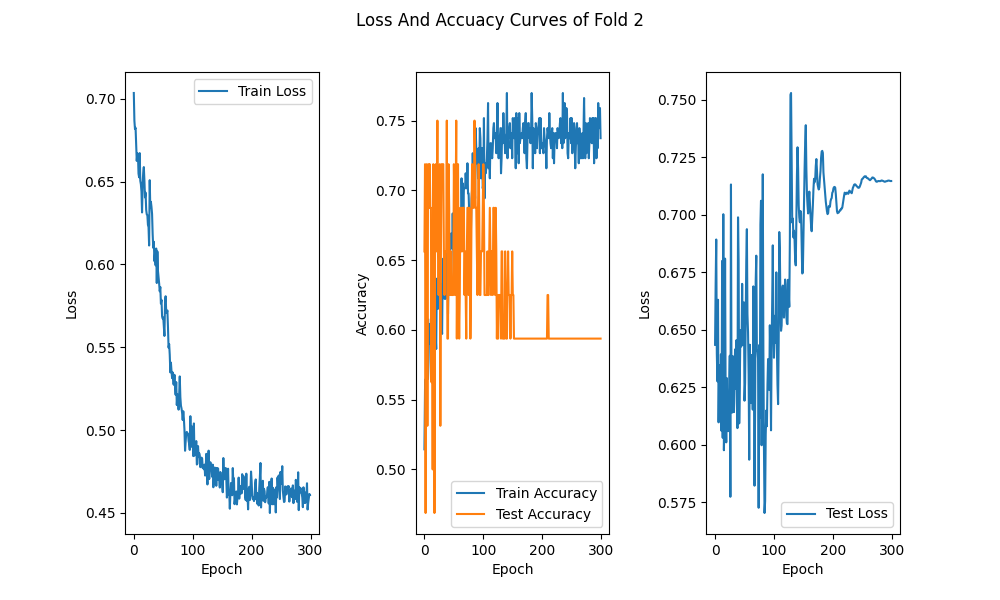 Loss And Accuacy Curves of Fold 2
0.70
0.65
0.60
0.55
0.50
0.45
Loss
0 100 200 300
Epoch
Train Loss
0.75
0.70
0.65
0.60
0.55
0.50
Accuracy
0 100 200 300
Epoch
Train Accuracy
Test Accuracy
0.750
0.725
0.700
0.675
0.650
0.625
0.600
0.575
Loss
0 100 200 300
Epoch
Test Loss